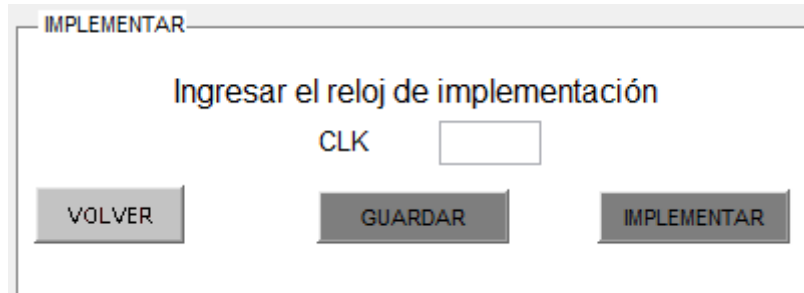 IMPLEMENTAR
Ingresar el reloj de implementación
CLK
VOLVER GUARDAR IMPLEMENTAR